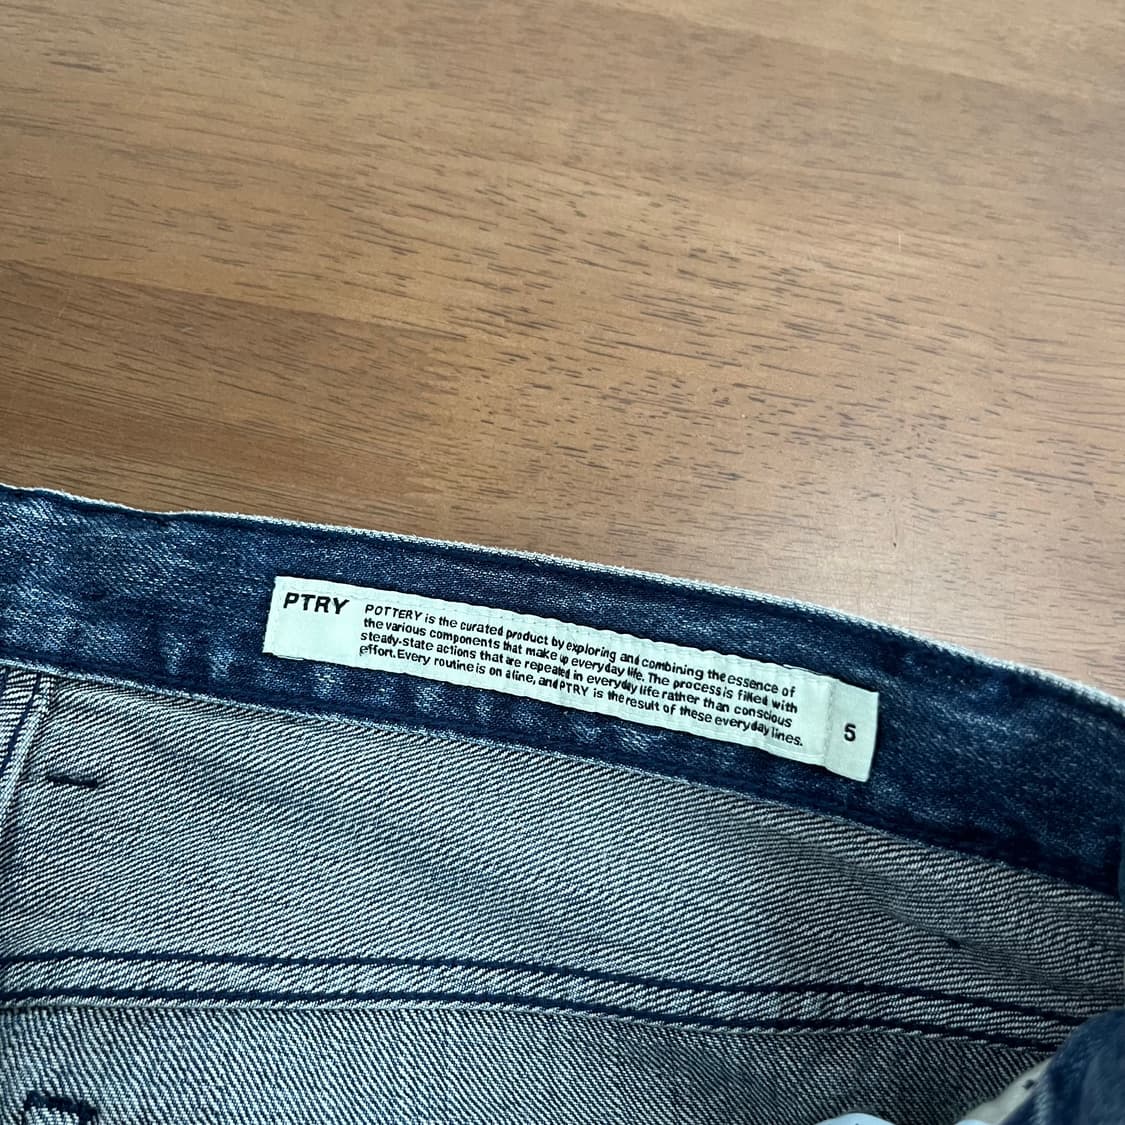 PTRY
POTTERY is the curated product by exploring and combining the essence of
the various components that make up everyday life. The process is filled with
steady-state actions that are repeated in everyday life rather than conscious
effort. Every routine is on a line, and PTRY is the result of these everyday lines.
5